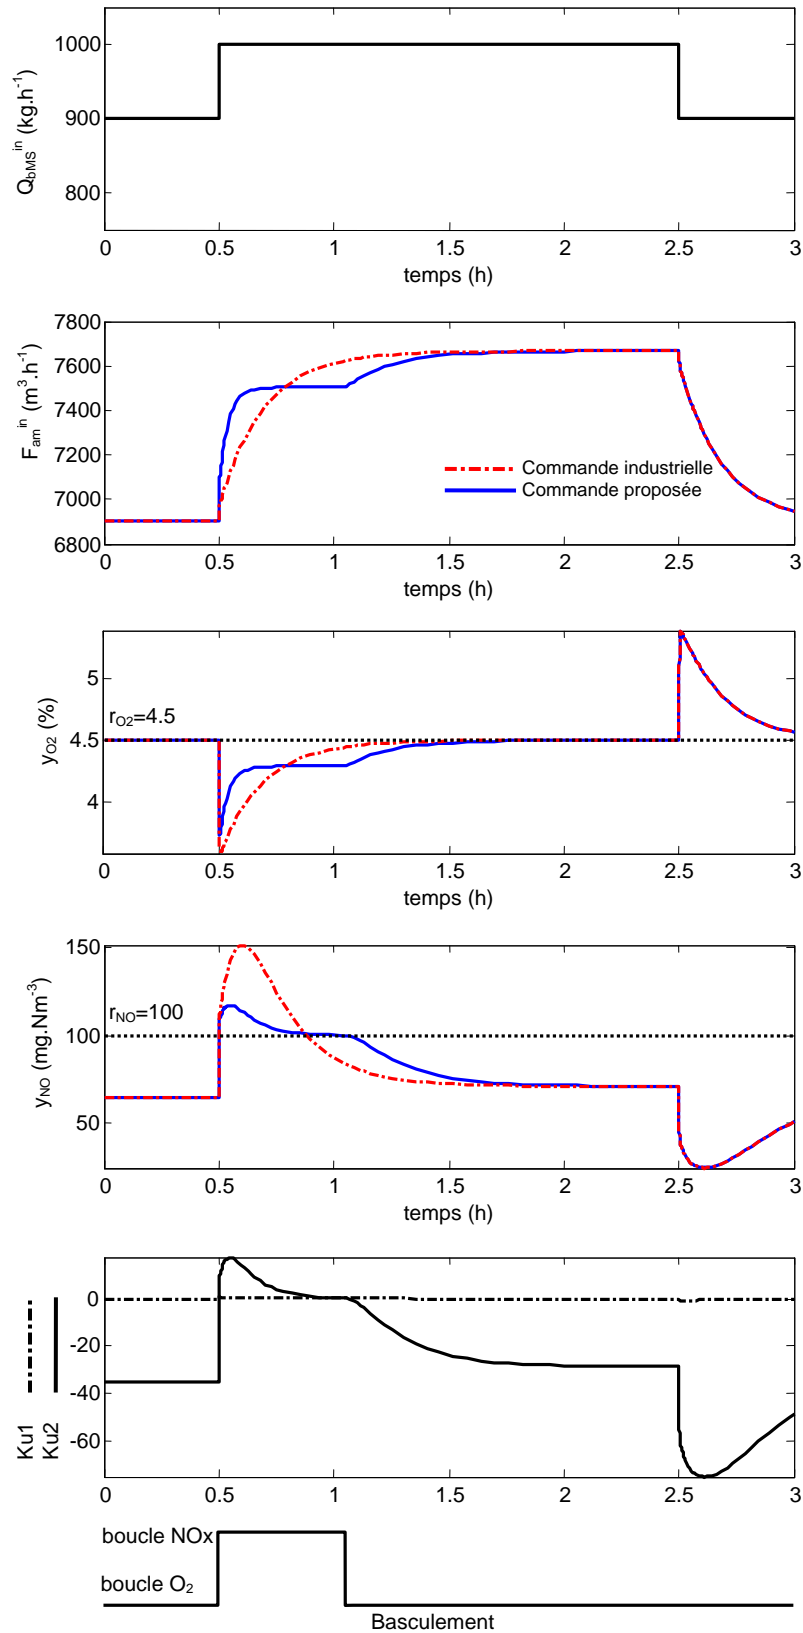 1000
900
800
Q_bMS^in (kg.h^-1)
0 0.5 1 1.5 2 2.5 3
temps (h)
7800
7600
7400
7200
7000
6800
F_am^in (m^3.h^-1)
Commande industrielle
Commande proposée
0 0.5 1 1.5 2 2.5 3
temps (h)
5
4.5
4
y_O2 (%)
r_O2=4.5
0 0.5 1 1.5 2 2.5 3
temps (h)
150
100
50
y_NO (mg.Nm^-3)
r_NO=100
0 0.5 1 1.5 2 2.5 3
temps (h)
0
-20
-40
-60
Ku1
Ku2
0 0.5 1 1.5 2 2.5 3
boucle NOx
boucle O_2
Basculement